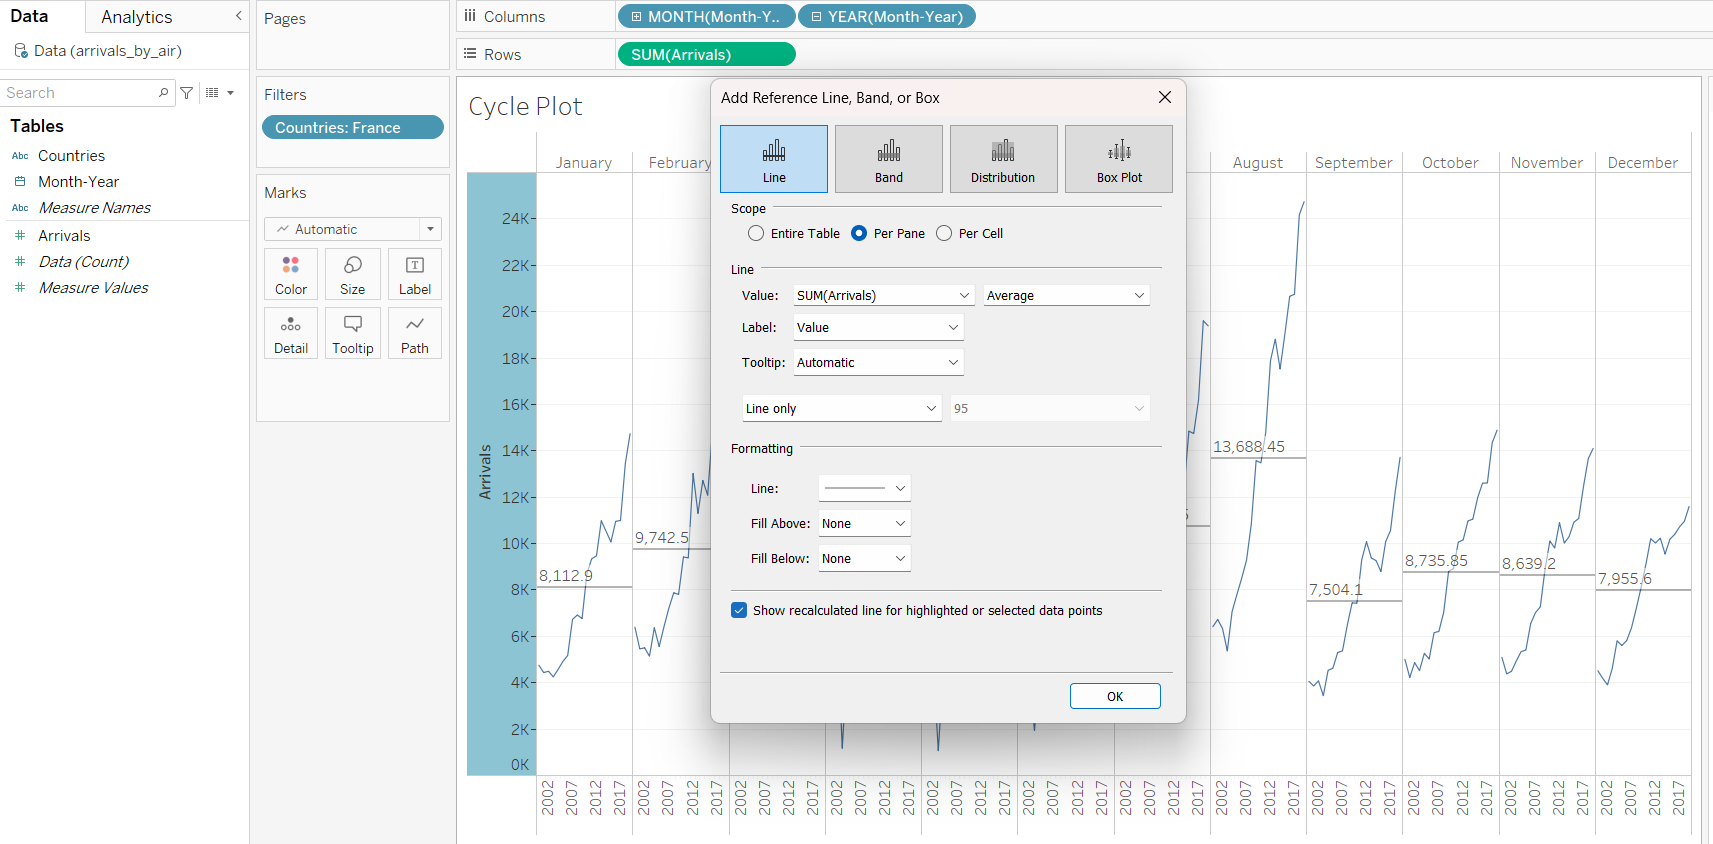 Data
Analytics
Data (arrivals_by_air)
Search
Tables
Abc Countries
Month-Year
Abc Measure Names
Arrivals
Data (Count)
Measure Values
Pages
Filters
Countries: France
Marks
Automatic
Color
Size
Label
Detail
Tooltip
Path
Columns
MONTH(Month-Y..
YEAR(Month-Year)
Rows
SUM(Arrivals)
Cycle Plot
January
February
August
September
October
November
December
Arrivals
24K
22K
20K
18K
16K
14K
12K
10K
8K
6K
4K
2K
0K
8,112.9
9,742.5
13,688.45
7,504.1
8,735.85
8,639.2
7,955.6
2002 2007 2012 2017 2002 2007 2012 2017 2002 2007 2012 2017 2002 2007 2012 2017 2002 2007 2012 2017 2002 2007 2012 2017 2002 2007 2012 2017 2002 2007 2012 2017 2002 2007 2012 2017 2002 2007 2012 2017 2002 2007 2012 2017 2002 2007 2012 2017
Add Reference Line, Band, or Box
Line
Band
Distribution
Box Plot
Scope
Entire Table
Per Pane
Per Cell
Line
Value: SUM(Arrivals) Average
Label: Value
Tooltip: Automatic
Line only 95
Formatting
Line:
Fill Above: None
Fill Below: None
Show recalculated line for highlighted or selected data points
OK